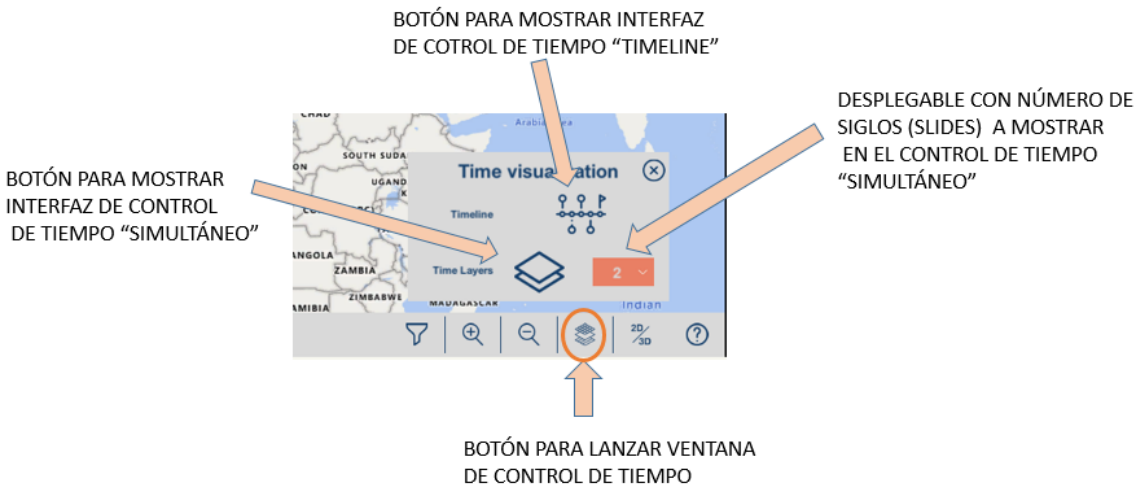 BOTÓN PARA MOSTRAR INTERFAZ
DE COTROL DE TIEMPO “TIMELINE”
DESPLEGABLE CON NÚMERO DE
SIGLOS (SLIDES) A MOSTRAR
EN EL CONTROL DE TIEMPO
“SIMULTÁNEO”
BOTÓN PARA MOSTRAR
INTERFAZ DE CONTROL
DE TIEMPO “SIMULTÁNEO”
CHAD
SOUTH SUDA
UGAND
ANGOLA
ZAMBIA
ZIMBABWE
AMIBIA
MADAGASCAR
Indian
Time visualization
Timeline
Time Layers
2
2D/3D
?
BOTÓN PARA LANZAR VENTANA
DE CONTROL DE TIEMPO